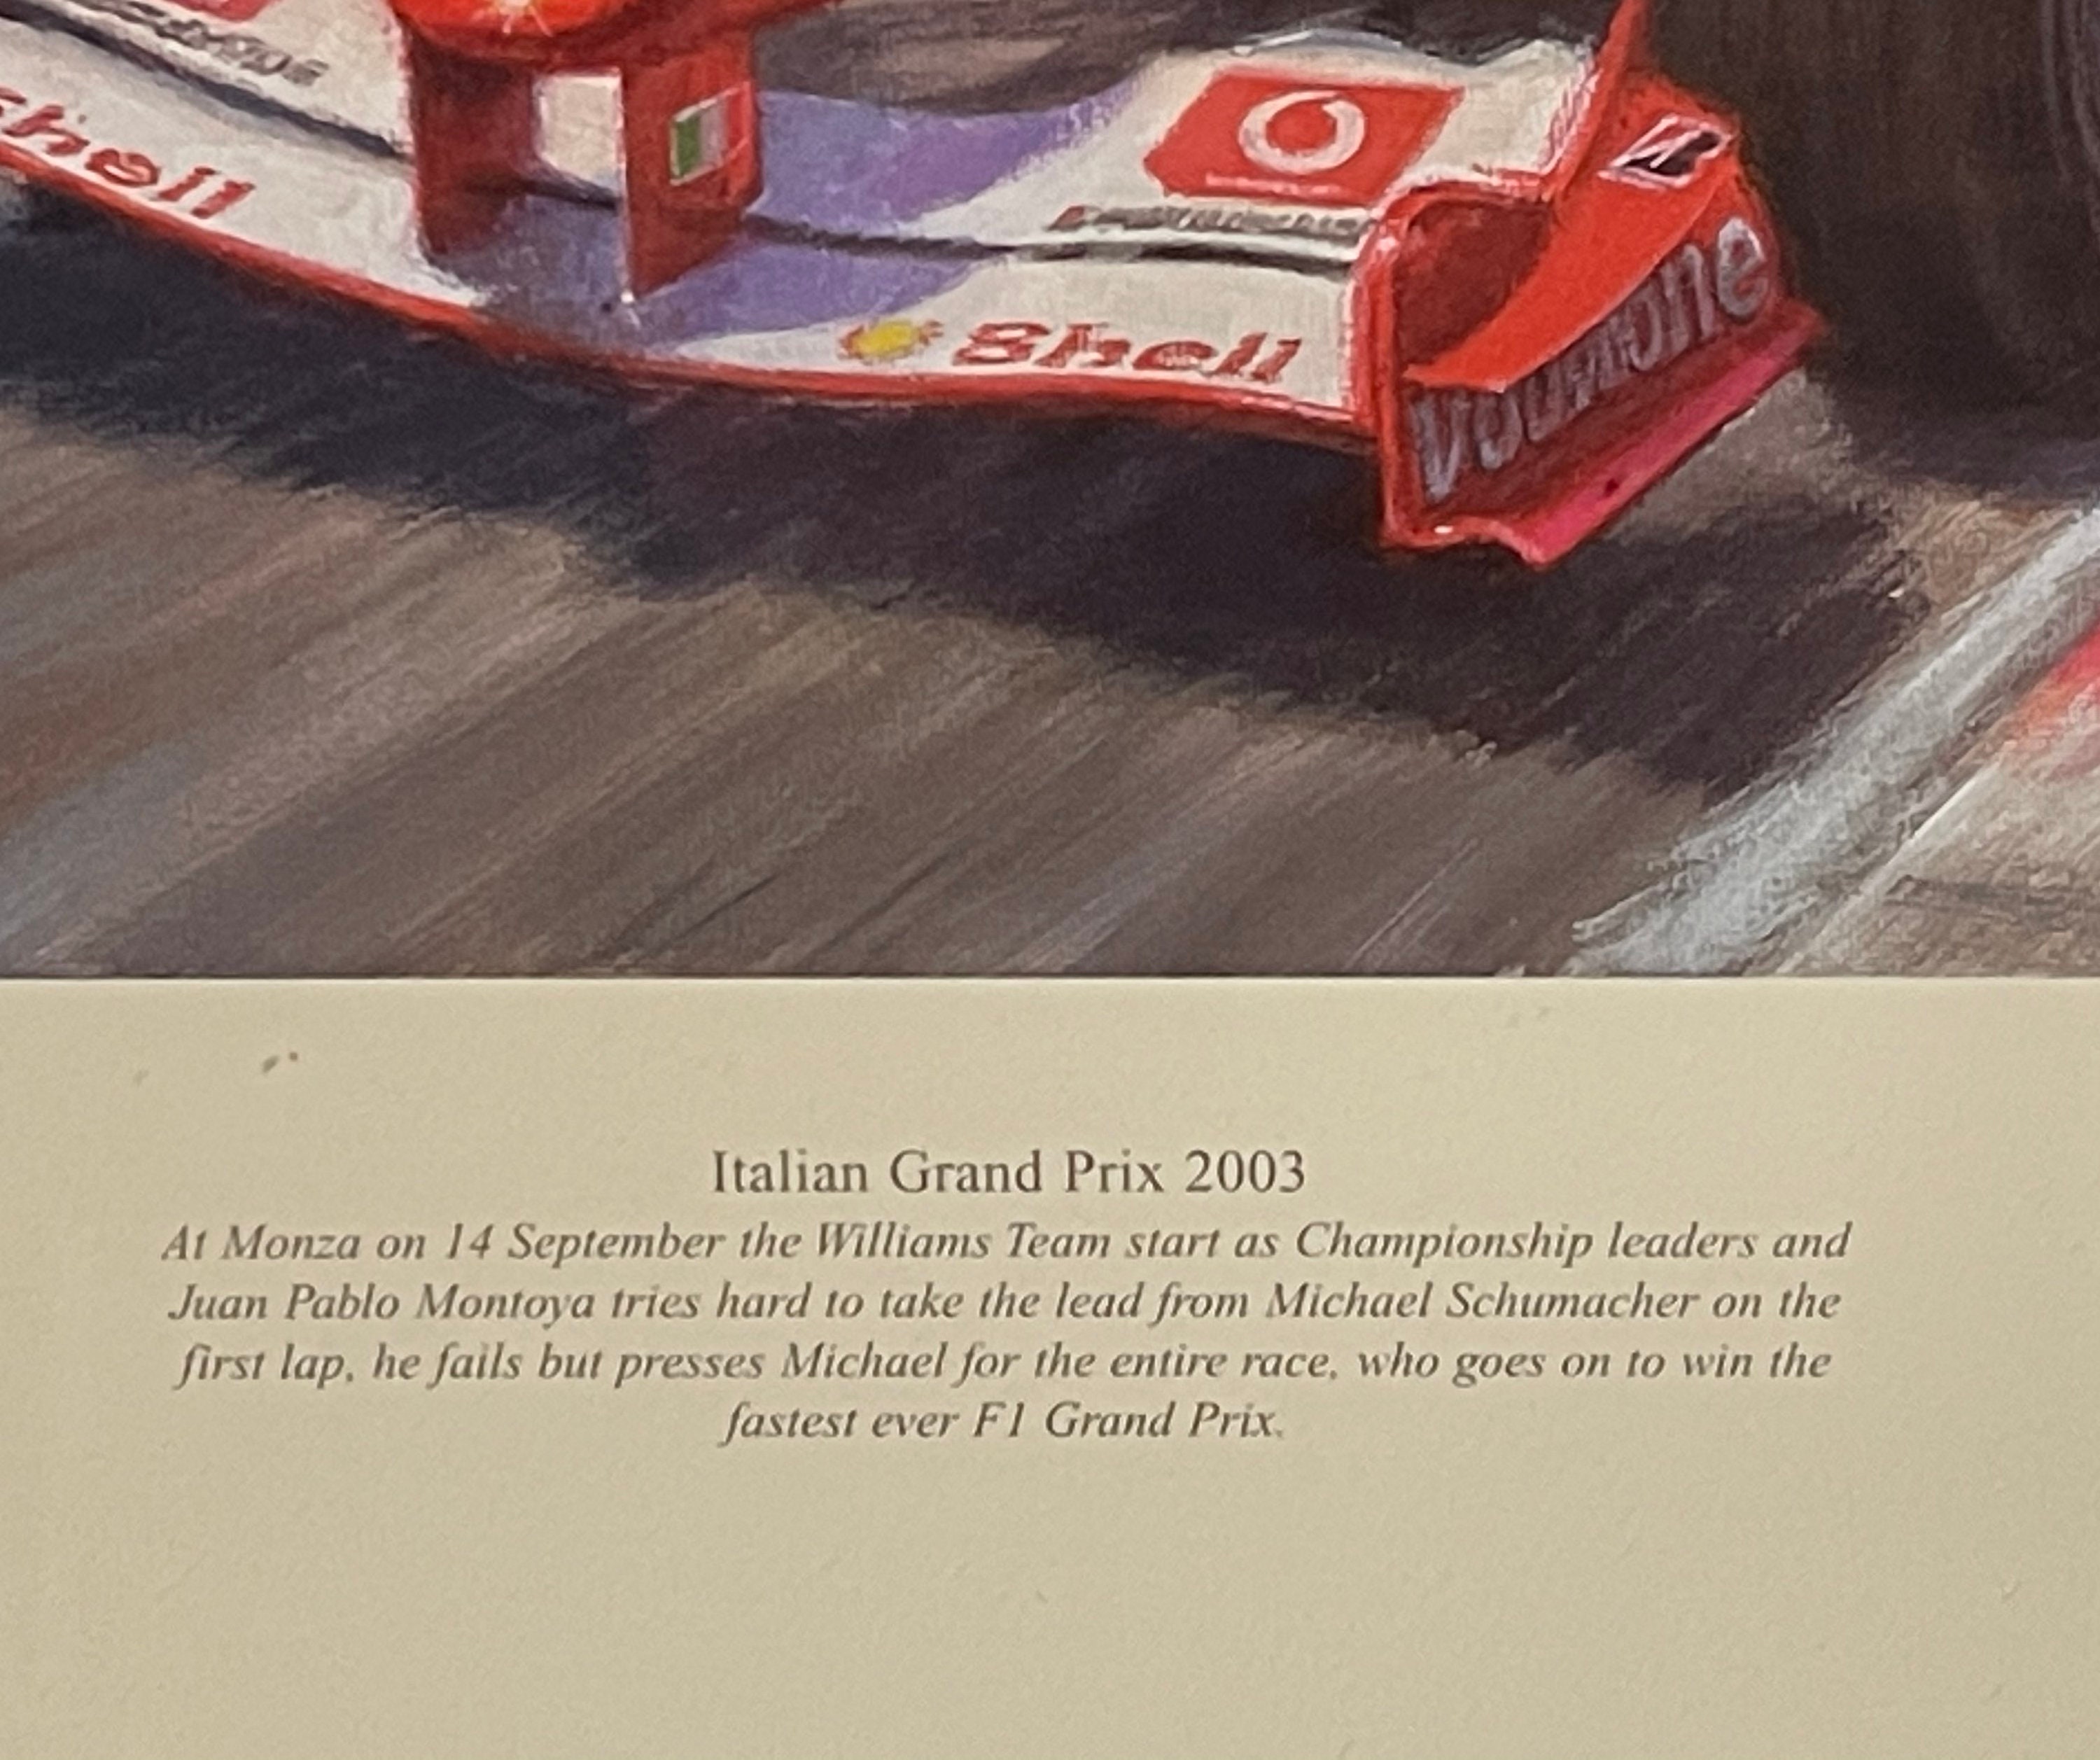 shell
Shell
Vodafone
Italian Grand Prix 2003
At Monza on 14 September the Williams Team start as Championship leaders and
Juan Pablo Montoya tries hard to take the lead from Michael Schumacher on the
first lap, he fails but presses Michael for the entire race, who goes on to win the
fastest ever F1 Grand Prix.